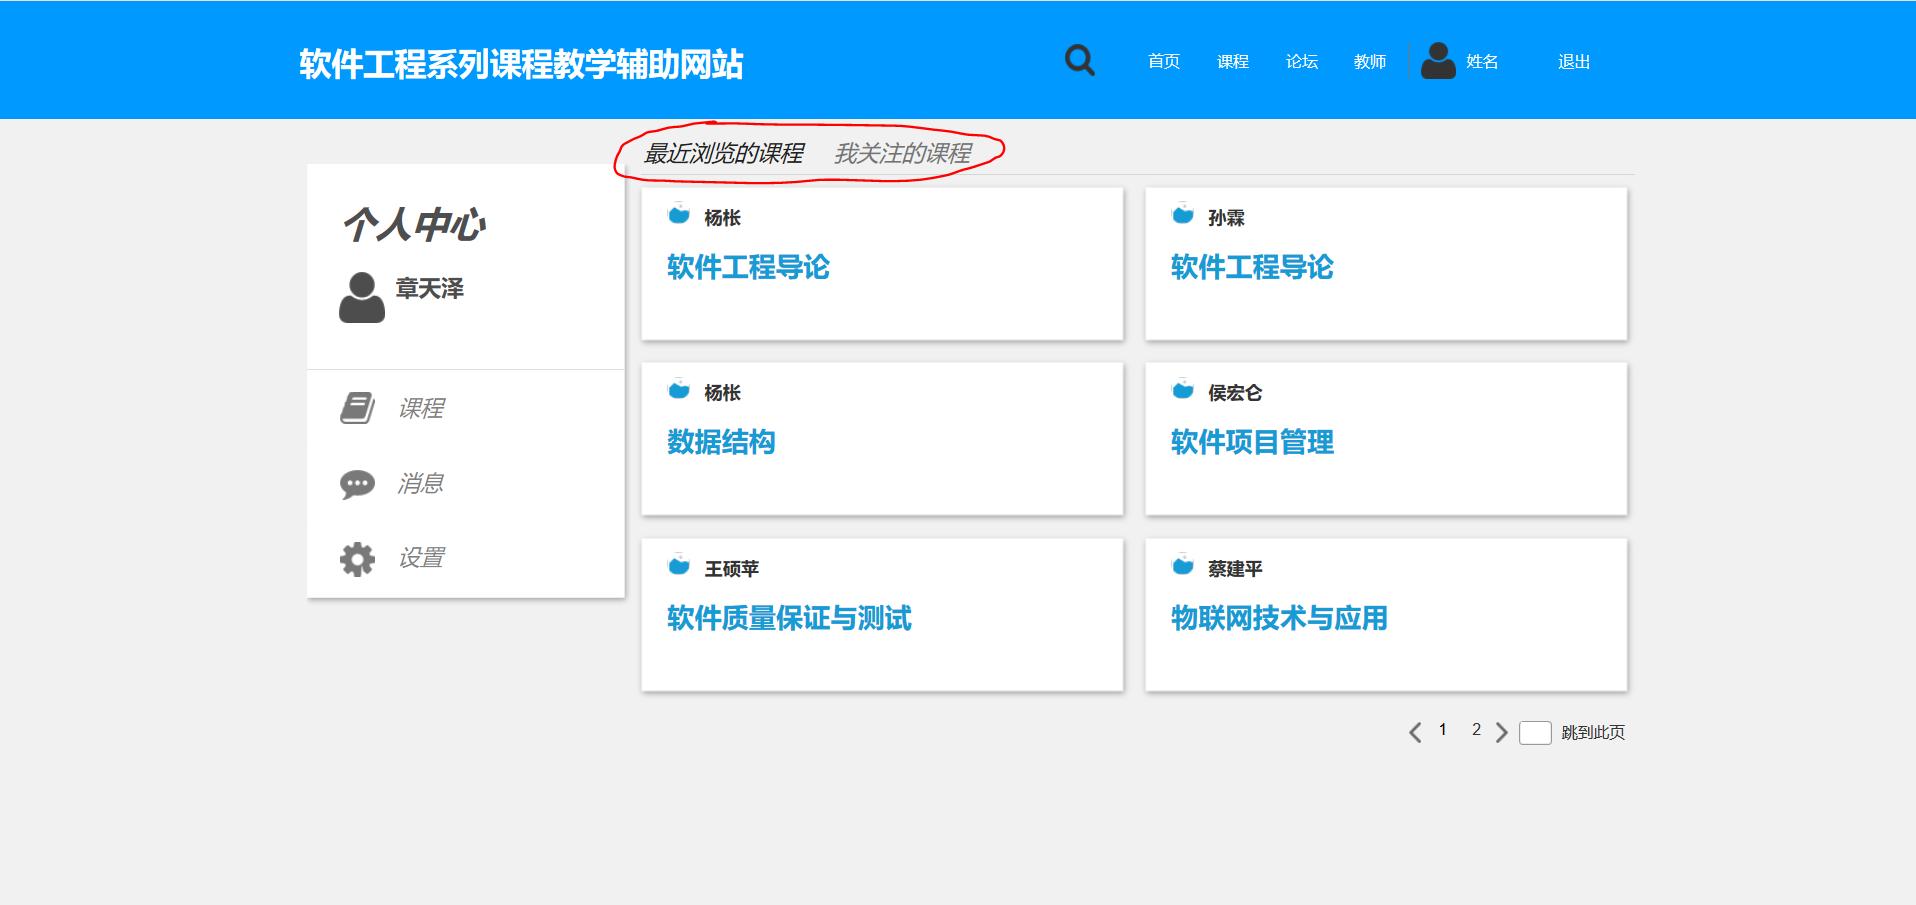 软件工程系列课程教学辅助网站
首页 课程 论坛 教师 姓名 退出
最近浏览的课程 我关注的课程
个人中心
章天泽
课程
消息
设置
杨枨
软件工程导论
孙霖
软件工程导论
杨枨
数据结构
侯宏仑
软件项目管理
王硕苹
软件质量保证与测试
蔡建平
物联网技术与应用
1 2 跳到此页